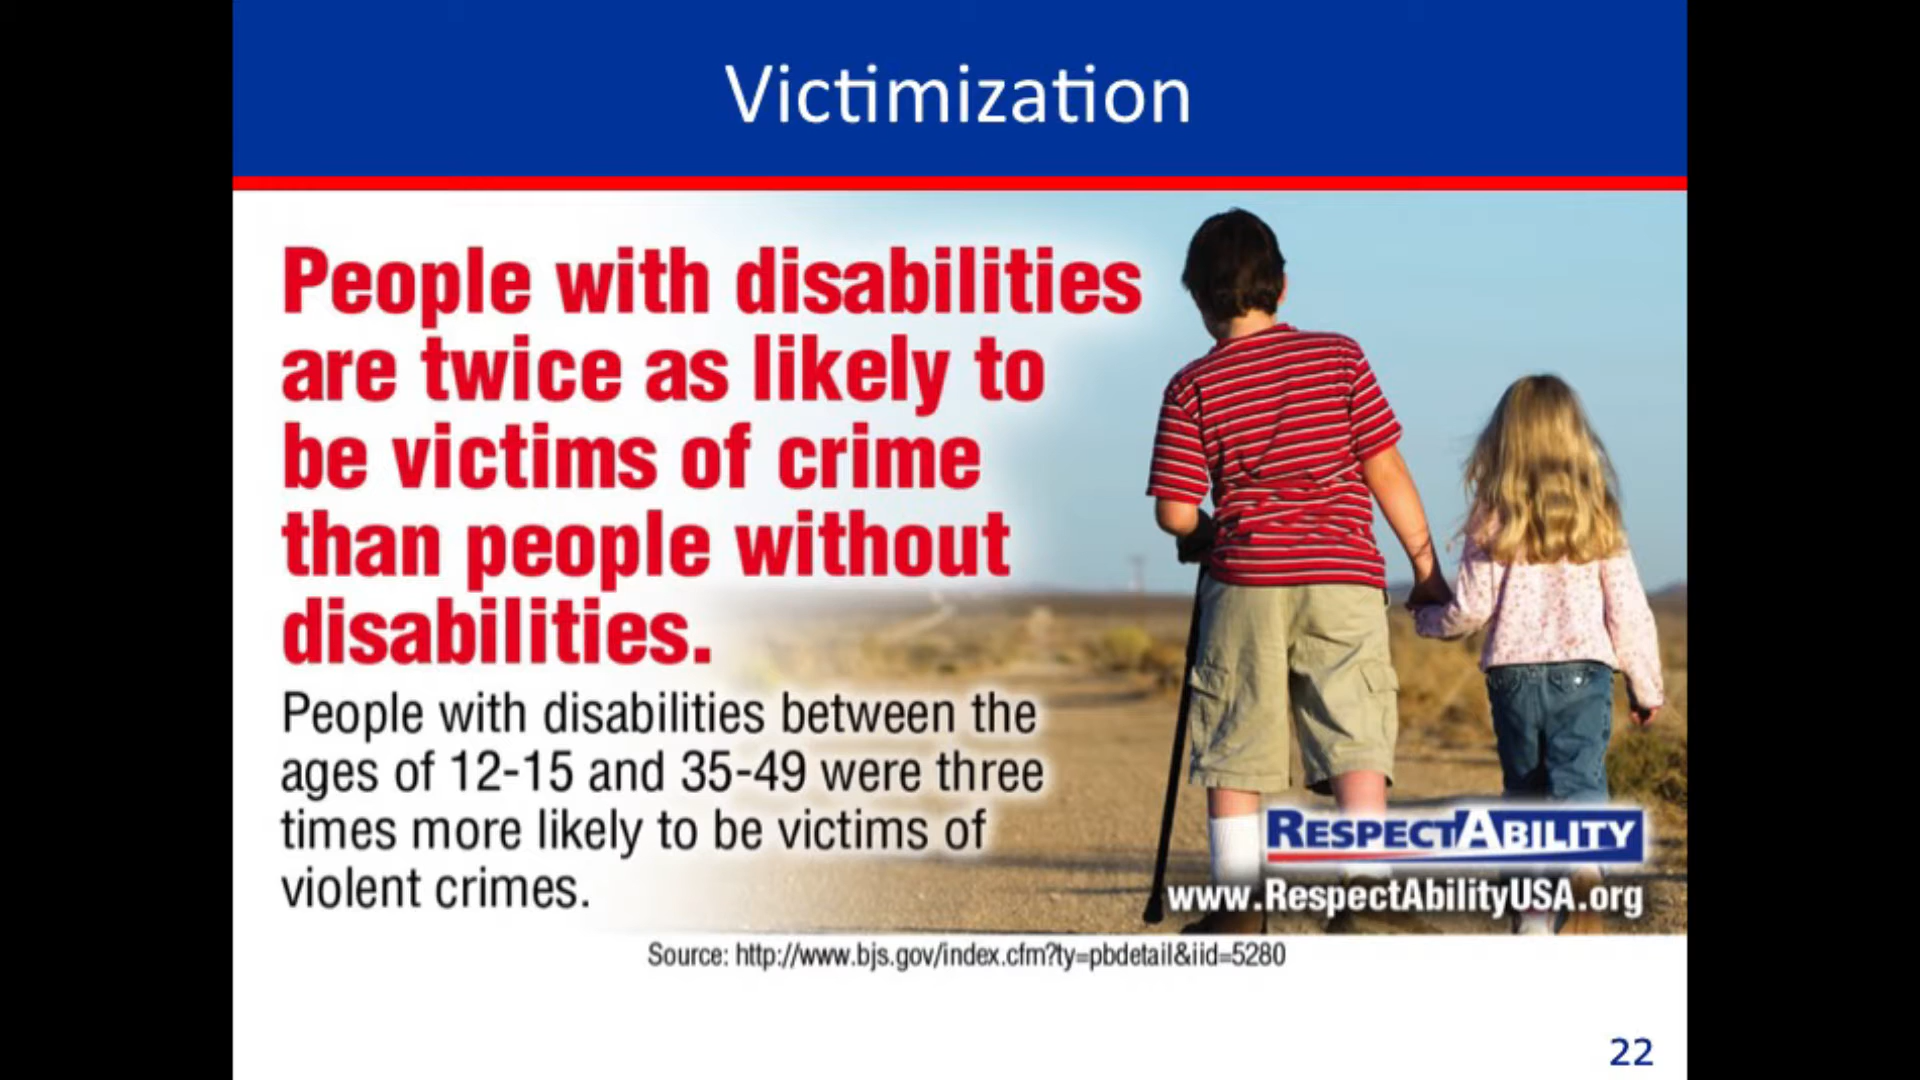 Victimization
People with disabilities
are twice as likely to
be victims of crime
than people without
disabilities.
People with disabilities between the
ages of 12-15 and 35-49 were three
times more likely to be victims of
violent crimes.
RESPECTABILITY
www.RespectAbilityUSA.org
Source: http://www.bjs.gov/index.cfm?ty=pbdetail&iid=5280
22